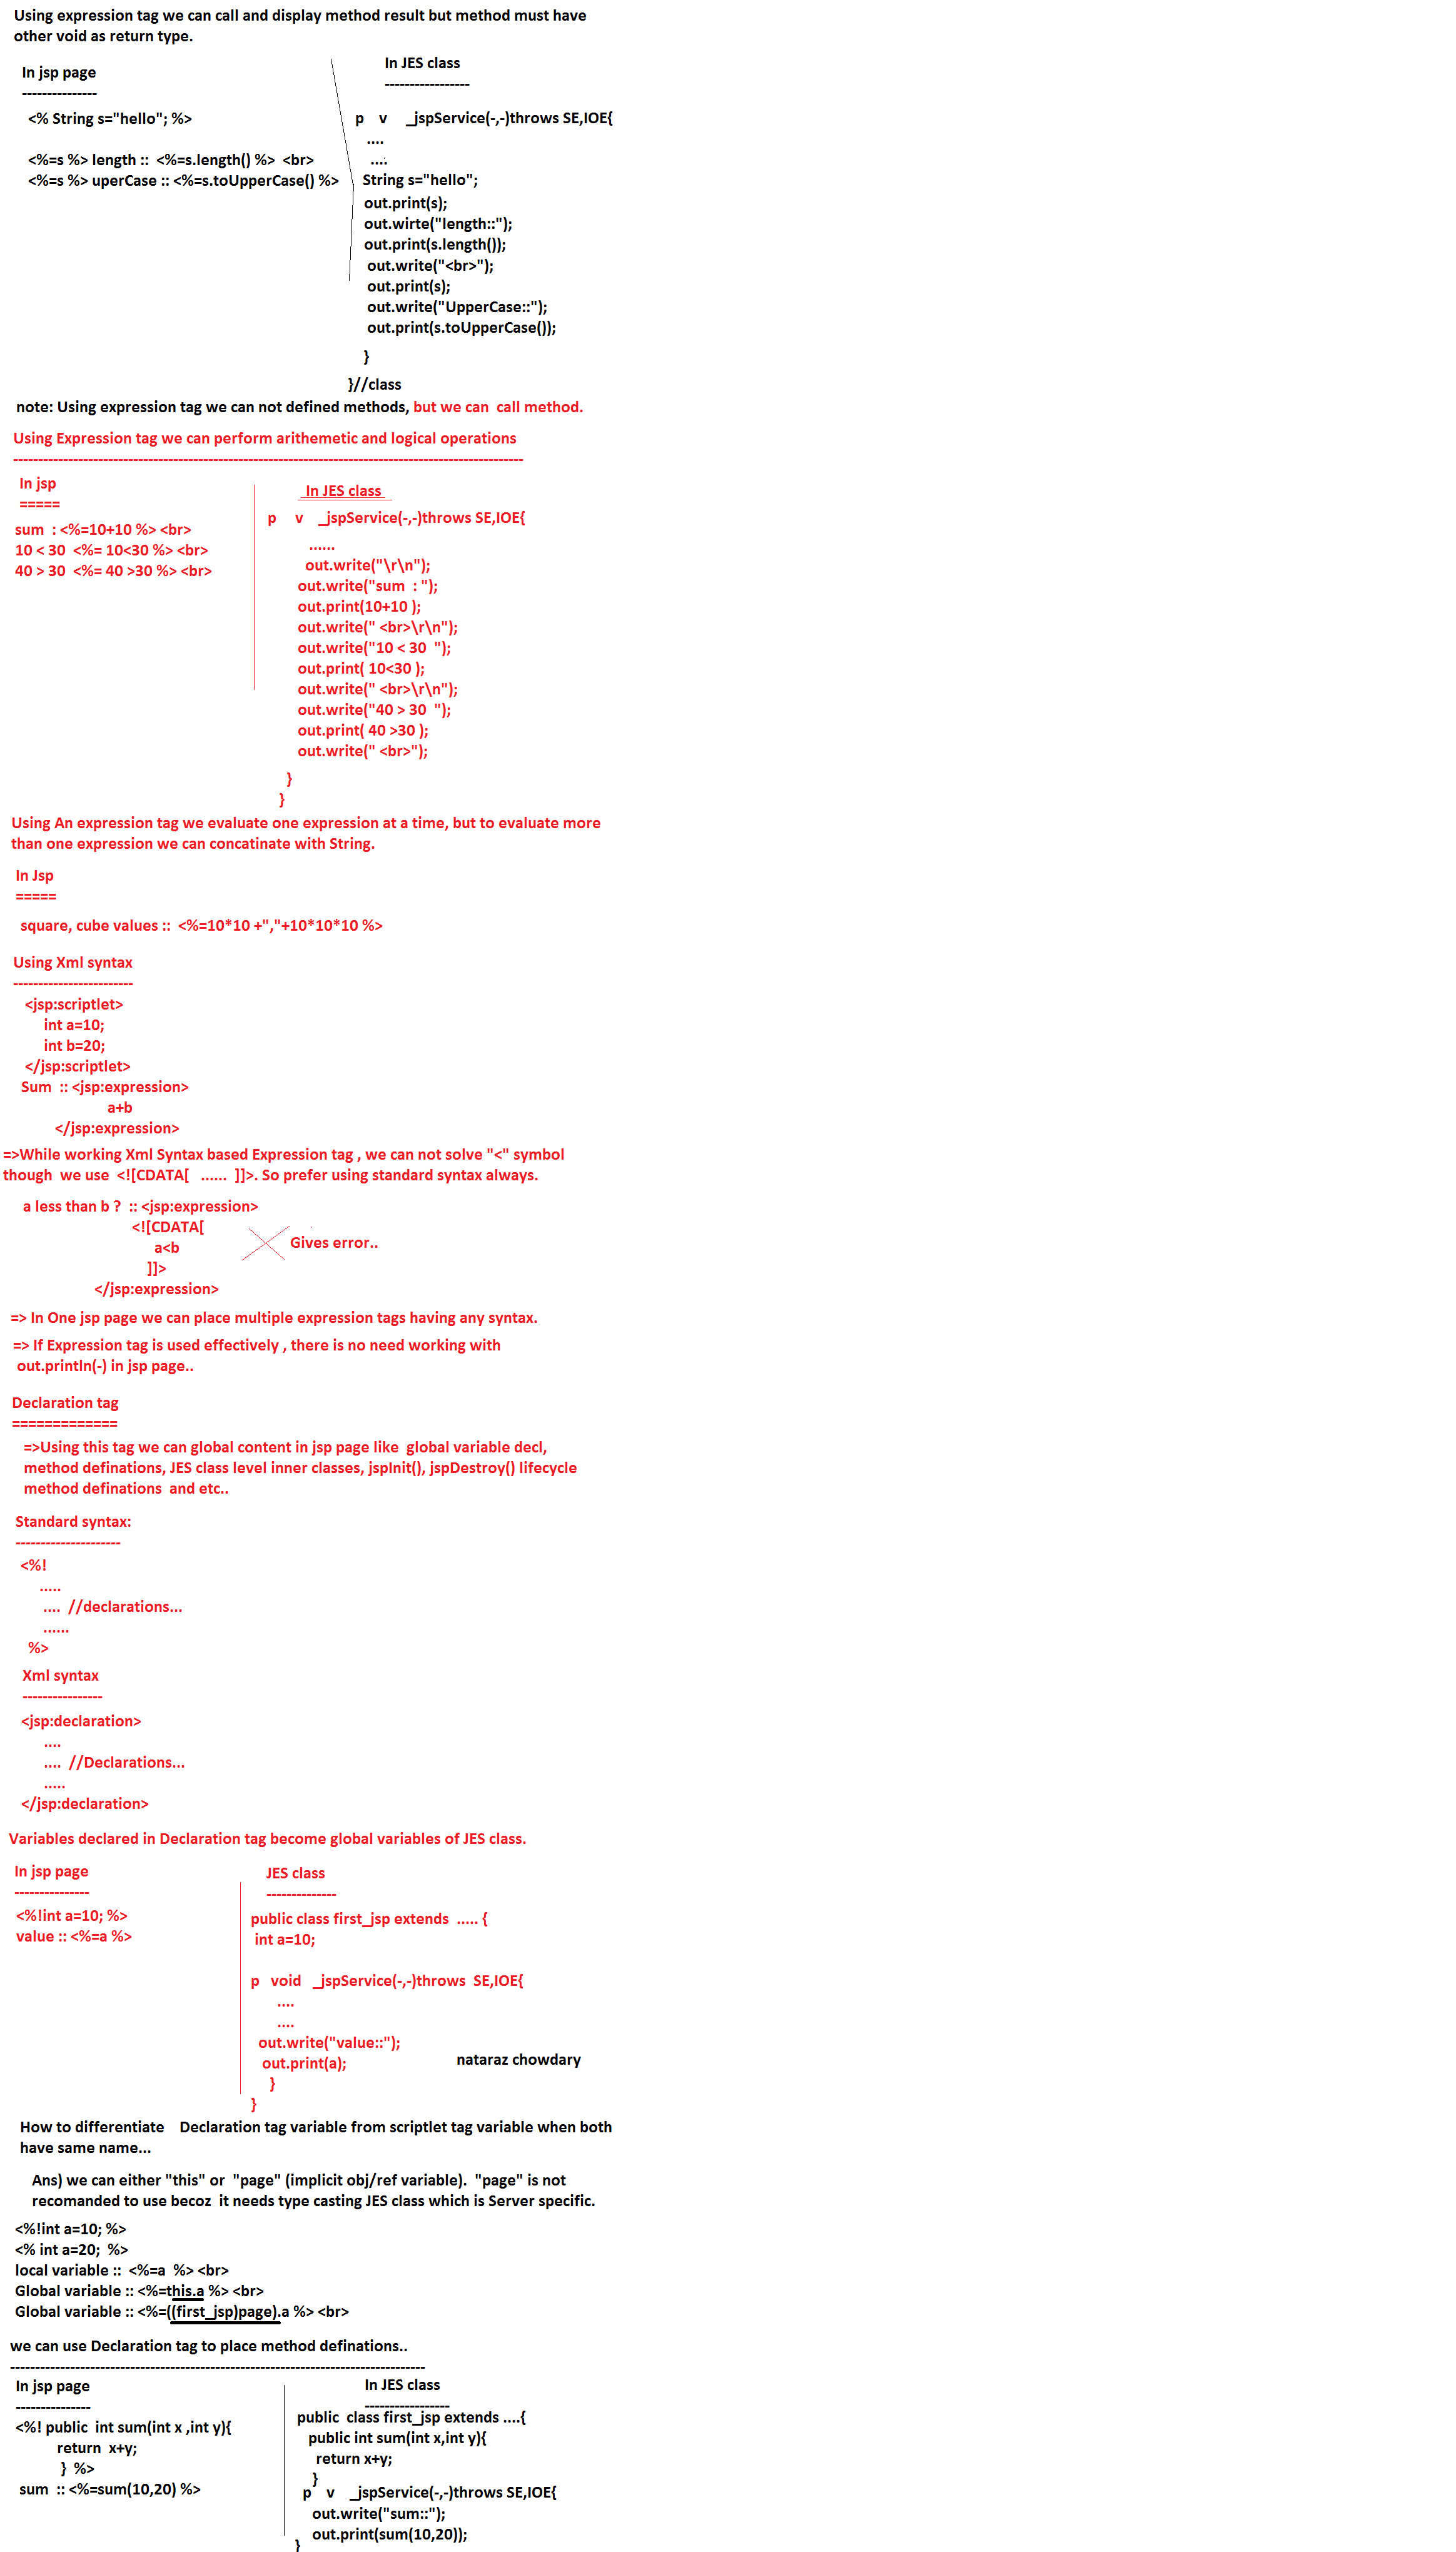 Using expression tag we can call and display method result but method must have
other void as return type.
In jsp page
---------------
<% String s="hello"; %>
<%=s %> length :: <%=s.length() %> <br>
<%=s %> uperCase :: <%=s.toUpperCase() %>
In JES class
-----------------
p v _jspService(-,-)throws SE,IOE{
....
....
String s="hello";
out.print(s);
out.wirte("length::");
out.print(s.length());
out.write("<br>");
out.print(s);
out.write("UpperCase::");
out.print(s.toUpperCase());
}
}//class
note: Using expression tag we can not defined methods, but we can call method.
Using Expression tag we can perform arithemetic and logical operations
------------------------------------------------------------------------------------------------------
In jsp
=====
sum : <%=10+10 %> <br>
10 < 30 <%= 10<30 %> <br>
40 > 30 <%= 40 >30 %> <br>
In JES class
p v _jspService(-,-)throws SE,IOE{
......
out.write("\r\n");
out.write("sum : ");
out.print(10+10 );
out.write(" <br>\r\n");
out.write("10 < 30 ");
out.print( 10<30 );
out.write(" <br>\r\n");
out.write("40 > 30 ");
out.print( 40 >30 );
out.write(" <br>");
}
}
Using An expression tag we evaluate one expression at a time, but to evaluate more
than one expression we can concatinate with String.
In Jsp
=====
square, cube values :: <%=10*10 +","+10*10*10 %>
Using Xml syntax
------------------------
<jsp:scriptlet>
int a=10;
int b=20;
</jsp:scriptlet>
Sum :: <jsp:expression>
a+b
</jsp:expression>
=>While working Xml Syntax based Expression tag , we can not solve "<" symbol
though we use <![CDATA[ ...... ]]>. So prefer using standard syntax always.
a less than b ? :: <jsp:expression>
<![CDATA[
a<b
]]>
</jsp:expression>
Gives error..
=> In One jsp page we can place multiple expression tags having any syntax.
=> If Expression tag is used effectively , there is no need working with
out.println(-) in jsp page..
Declaration tag
=============
=>Using this tag we can global content in jsp page like global variable decl,
method definations, JES class level inner classes, jspInit(), jspDestroy() lifecycle
method definations and etc..
Standard syntax:
---------------------
<%!
.....
.... //declarations...
......
%>
Xml syntax
----------------
<jsp:declaration>
....
.... //Declarations...
.....
</jsp:declaration>
Variables declared in Declaration tag become global variables of JES class.
In jsp page
---------------
<%!int a=10; %>
value :: <%=a %>
JES class
--------------
public class first_jsp extends ..... {
int a=10;
p void _jspService(-,-)throws SE,IOE{
....
....
out.write("value::");
out.print(a);
}
}
nataraz chowdary
How to differentiate Declaration tag variable from scriptlet tag variable when both
have same name...
Ans) we can either "this" or "page" (implicit obj/ref variable). "page" is not
recomanded to use becoz it needs type casting JES class which is Server specific.
<%!int a=10; %>
<% int a=20; %>
local variable :: <%=a %> <br>
Global variable :: <%=this.a %> <br>
Global variable :: <%=((first_jsp)page).a %> <br>
we can use Declaration tag to place method definations..
-----------------------------------------------------------------------------------
In jsp page
---------------
<%! public int sum(int x ,int y){
return x+y;
} %>
sum :: <%=sum(10,20) %>
In JES class
-----------------
public class first_jsp extends ....{
public int sum(int x,int y){
return x+y;
}
p v _jspService(-,-)throws SE,IOE{
out.write("sum::");
out.print(sum(10,20));
}